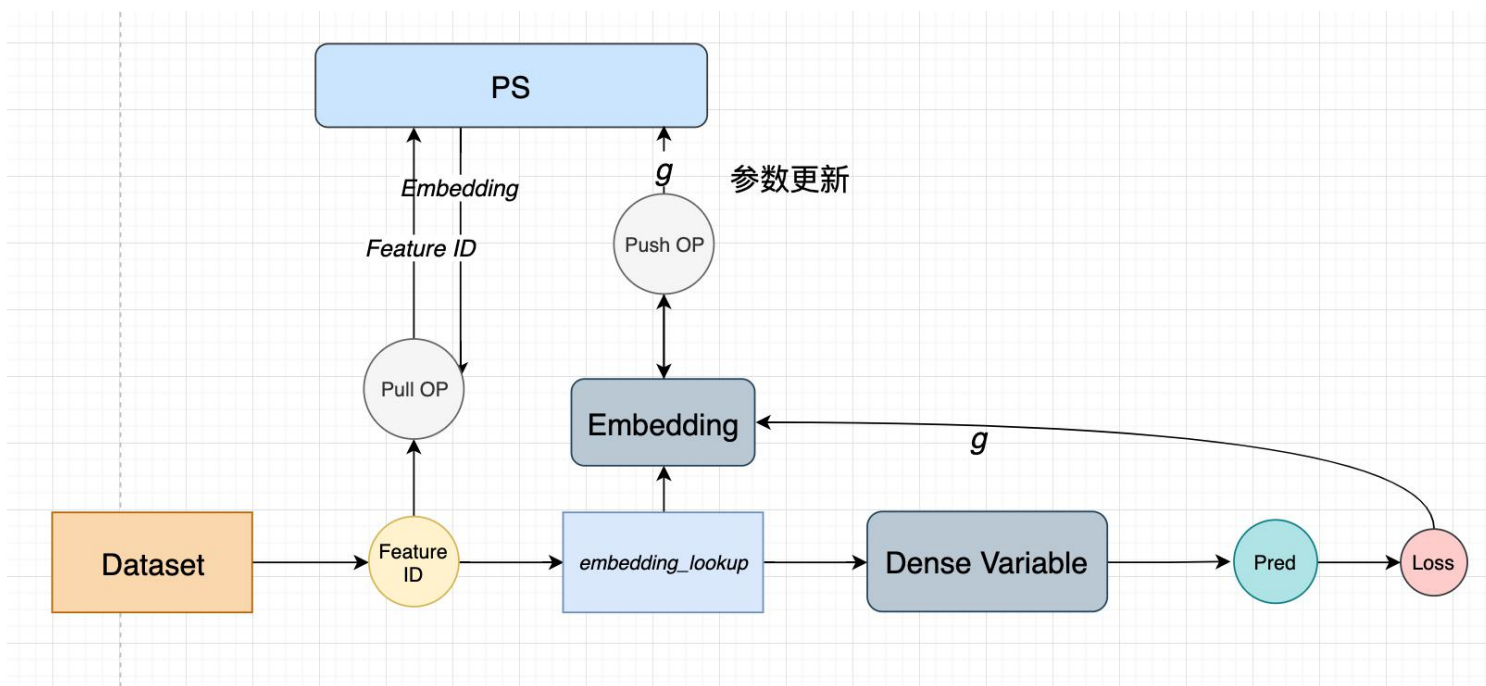 PS
g
参数更新
Embedding
Push OP
Feature ID
Pull OP
Embedding
g
Dataset
Feature
ID
embedding_lookup
Dense Variable
Pred
Loss